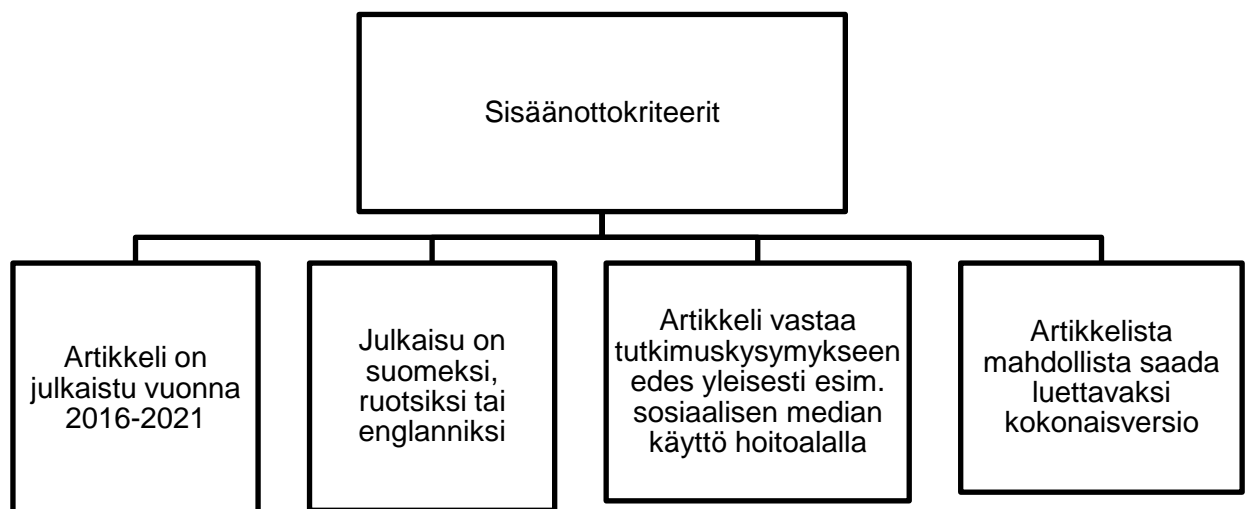 Sisäänottokriteerit
Artikkeli on
julkaistu vuonna
2016-2021
Julkaisu on
suomeksi,
ruotsiksi tai
englanniksi
Artikkeli vastaa
tutkimuskysymykseen
edes yleisesti esim.
sosiaalisen median
käyttö hoitoalalla
Artikkelista
mahdollista saada
luettavaksi
kokonaisversio